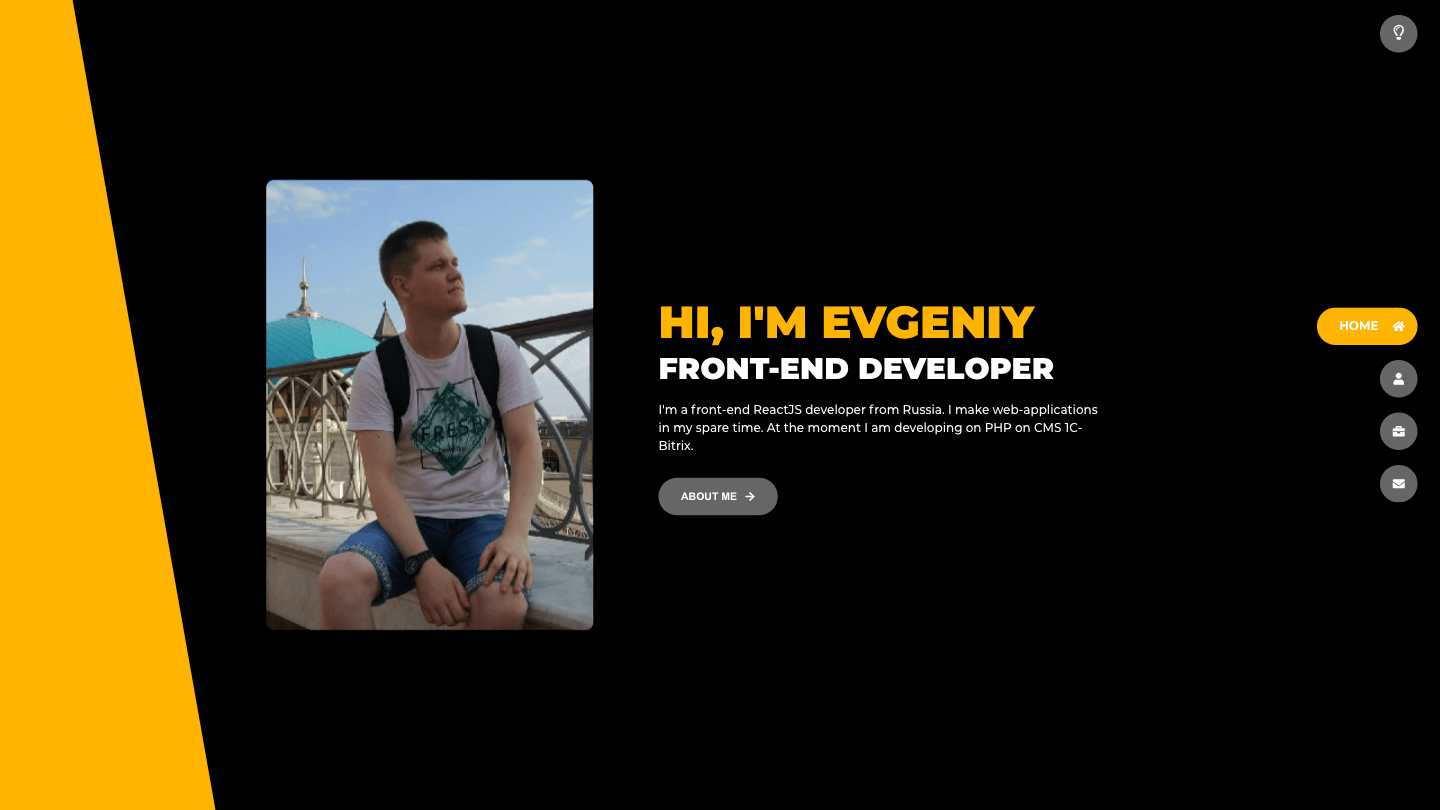 HI, I'M EVGENIY
FRONT-END DEVELOPER
I'm a front-end ReactJS developer from Russia. I make web-applications
in my spare time. At the moment I am developing on PHP on CMS 1C-
Bitrix.
ABOUT ME
HOME
FRESH